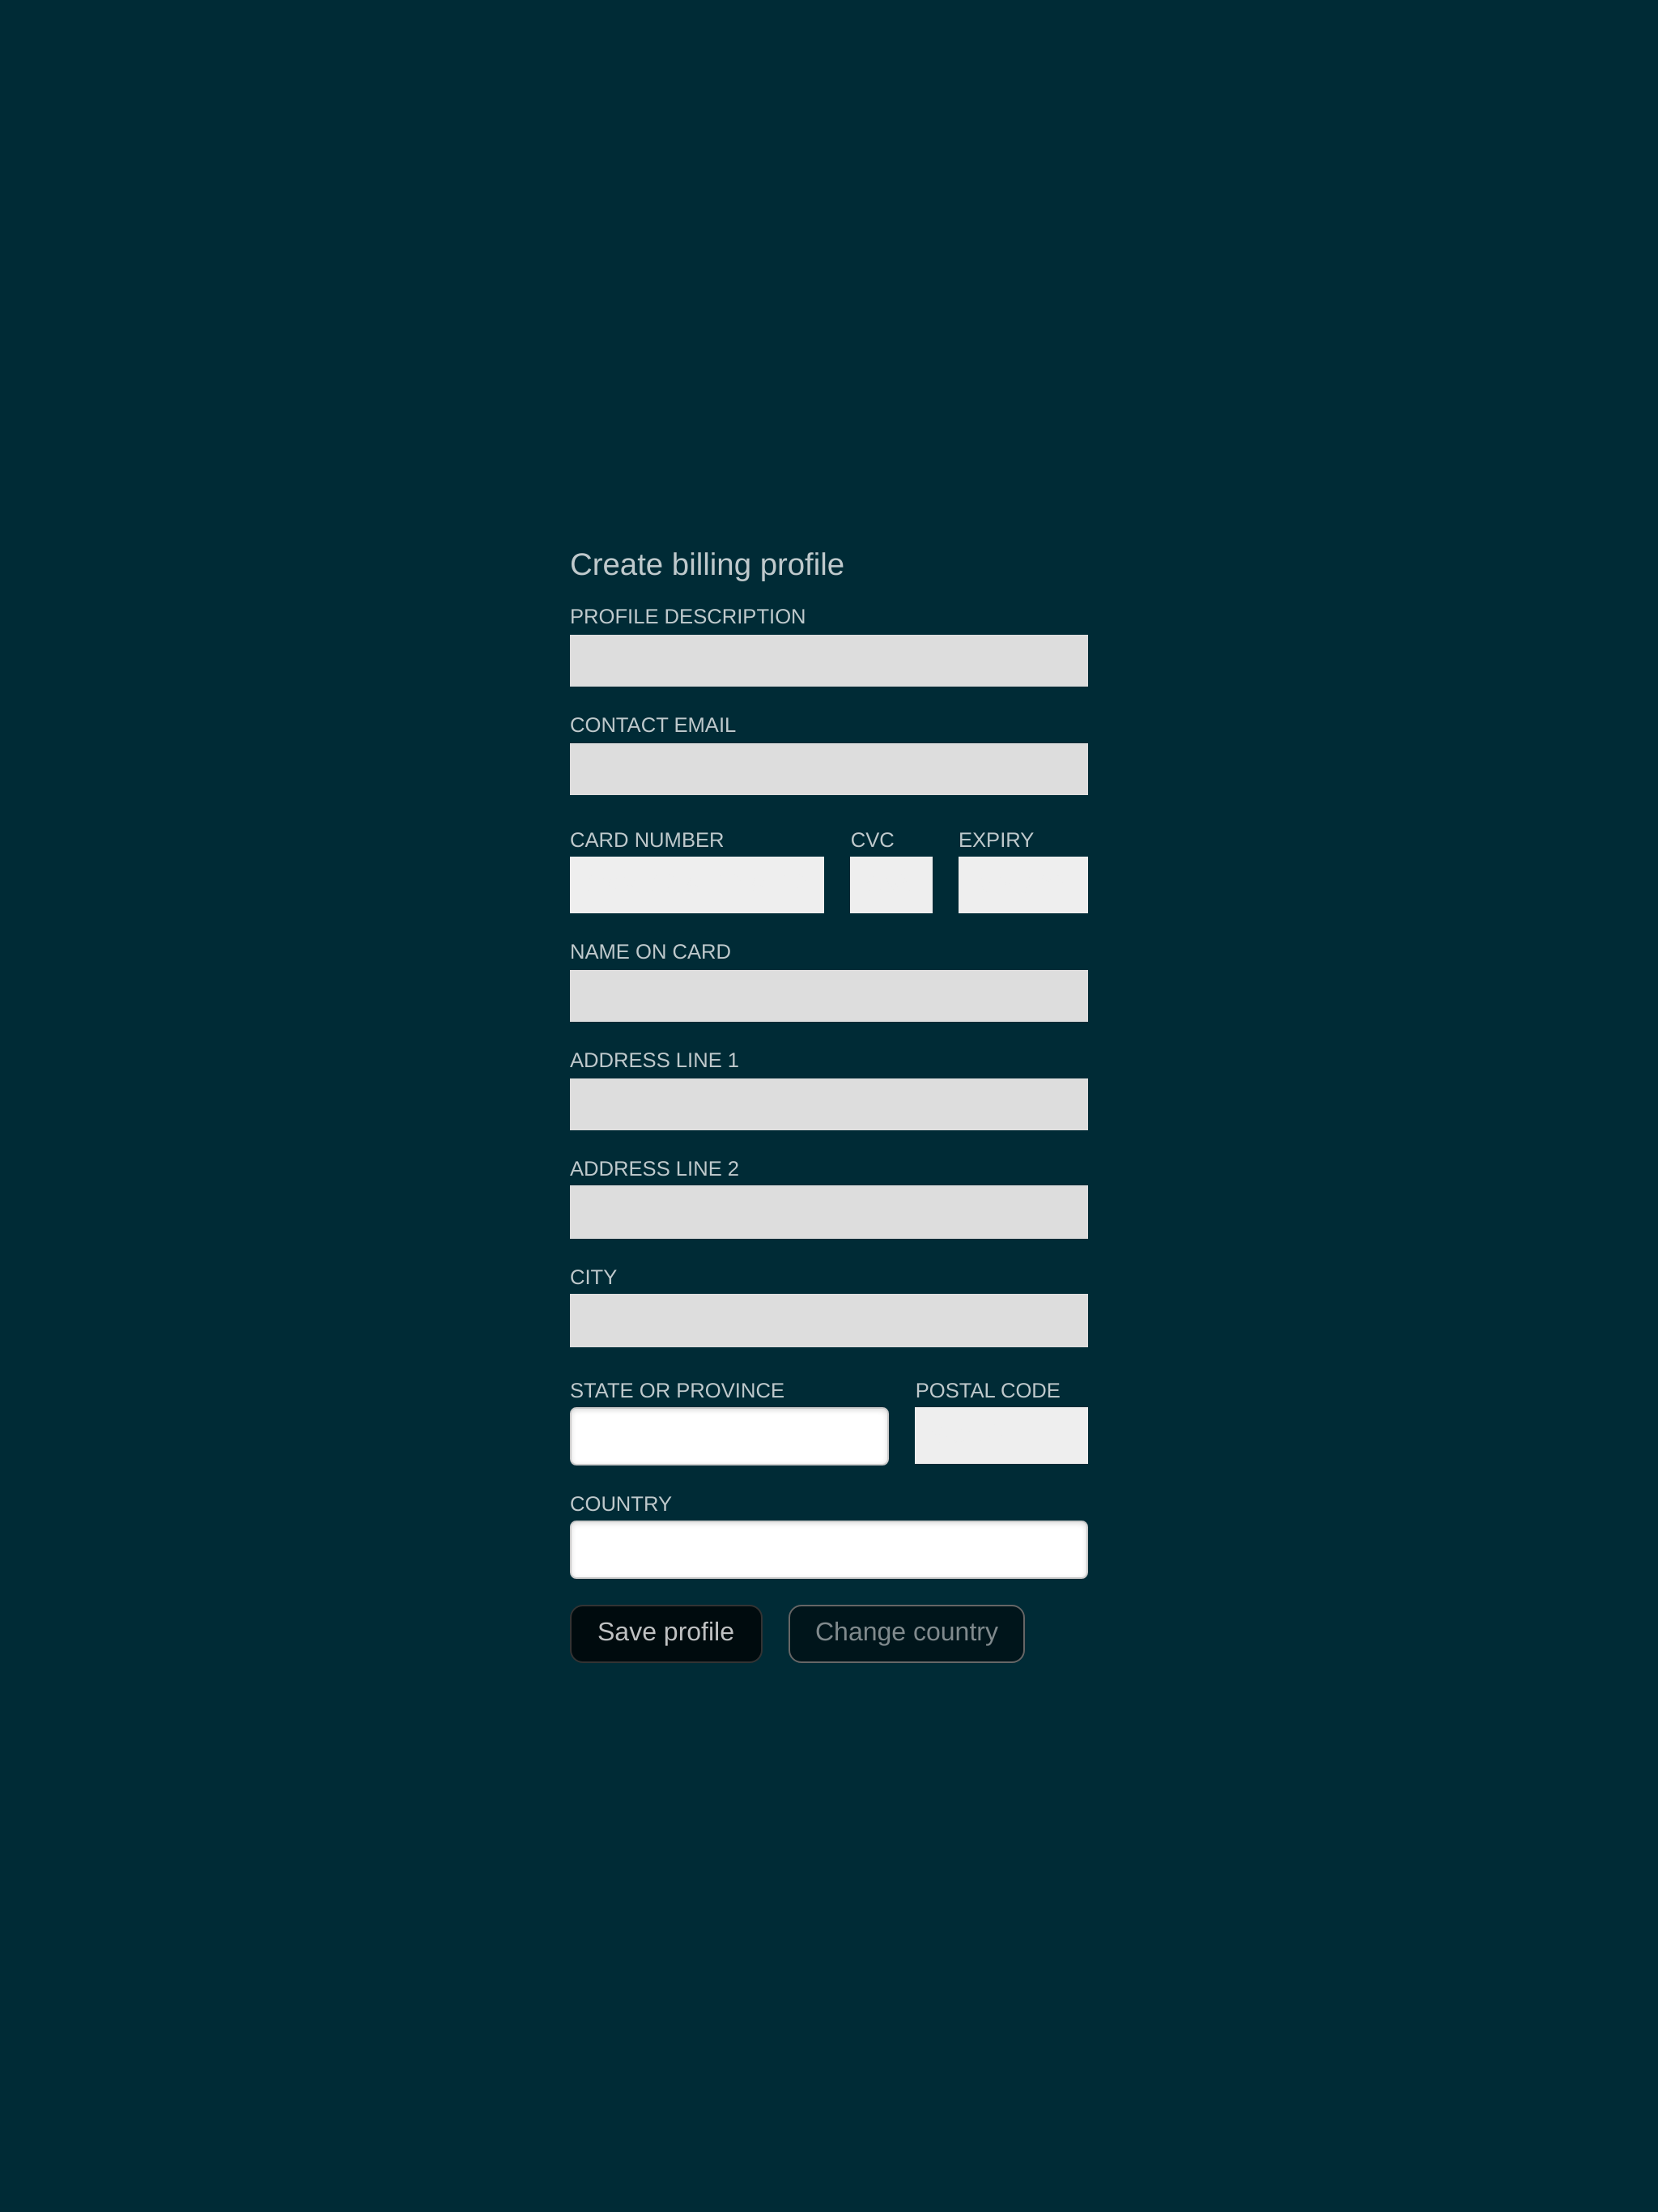 Create billing profile
PROFILE DESCRIPTION
CONTACT EMAIL
CARD NUMBER CVC EXPIRY
NAME ON CARD
ADDRESS LINE 1
ADDRESS LINE 2
CITY
STATE OR PROVINCE POSTAL CODE
COUNTRY
Save profile Change country